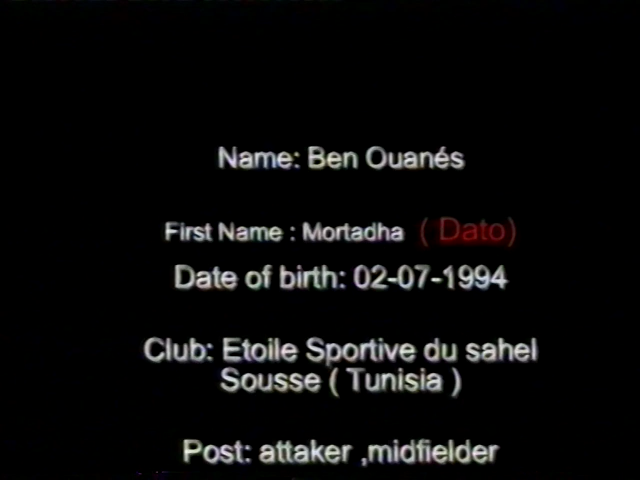 Name: Ben Ouanés
First Name : Mortadha ( Dato)
Date of birth: 02-07-1994
Club: Etoile Sportive du sahel
Sousse ( Tunisia )
Post: attaker ,midfielder